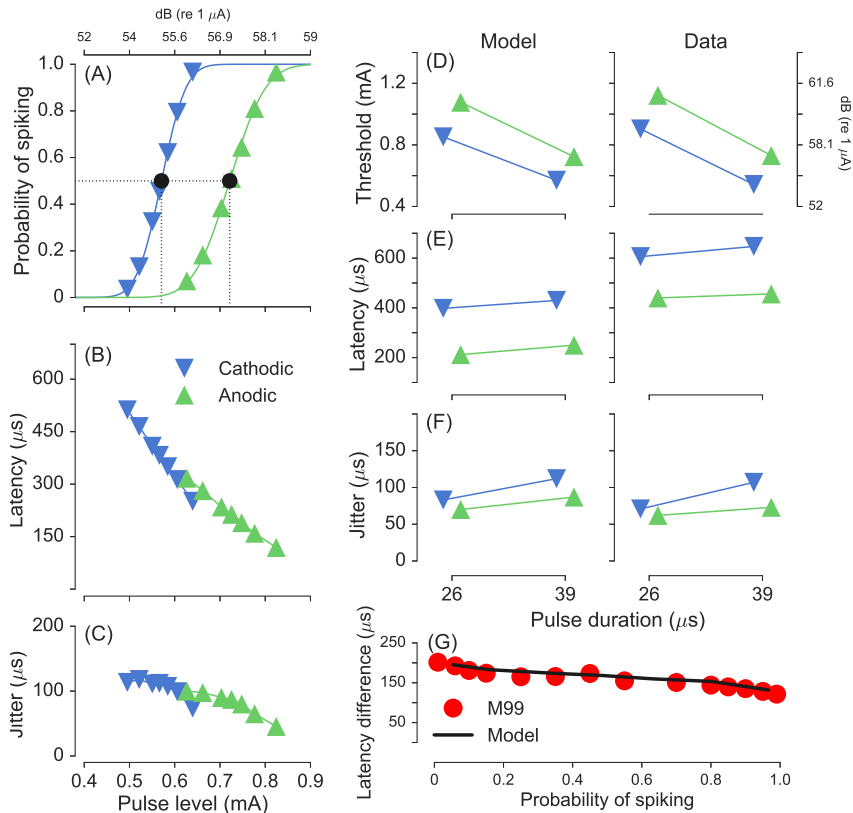 dB (re 1 μA)
52 54 55.6 56.9 58.1 59
(A)
Probability of spiking
1.0
0.8
0.6
0.4
0.2
0
(B)
Cathodic
Anodic
Latency (μs)
600
450
300
150
(C)
Jitter (μs)
200
100
0
0.4 0.5 0.6 0.7 0.8 0.9
Pulse level (mA)
Model Data
(D)
Threshold (mA)
1.2
0.8
0.4
61.6
58.1
52
dB (re 1 μA)
(E)
Latency (μs)
600
400
200
(F)
Jitter (μs)
150
100
50
0
26 39 26 39
Pulse duration (μs)
(G)
Latency difference (μs)
250
150
50
M99
Model
0 0.2 0.4 0.6 0.8 1.0
Probability of spiking